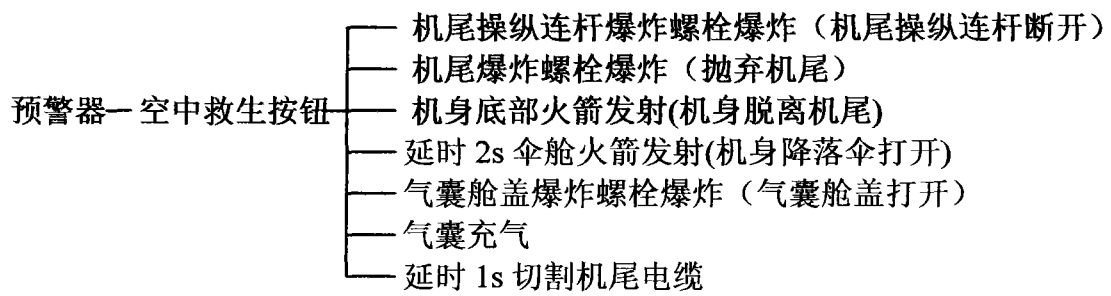 机尾操纵连杆爆炸螺栓爆炸（机尾操纵连杆断开）
机尾爆炸螺栓爆炸（抛弃机尾）
预警器 空中救生按钮 机身底部火箭发射(机身脱离机尾)
延时 2s 伞舱火箭发射(机身降落伞打开)
气囊舱盖爆炸螺栓爆炸（气囊舱盖打开）
气囊充气
延时 1s 切割机尾电缆